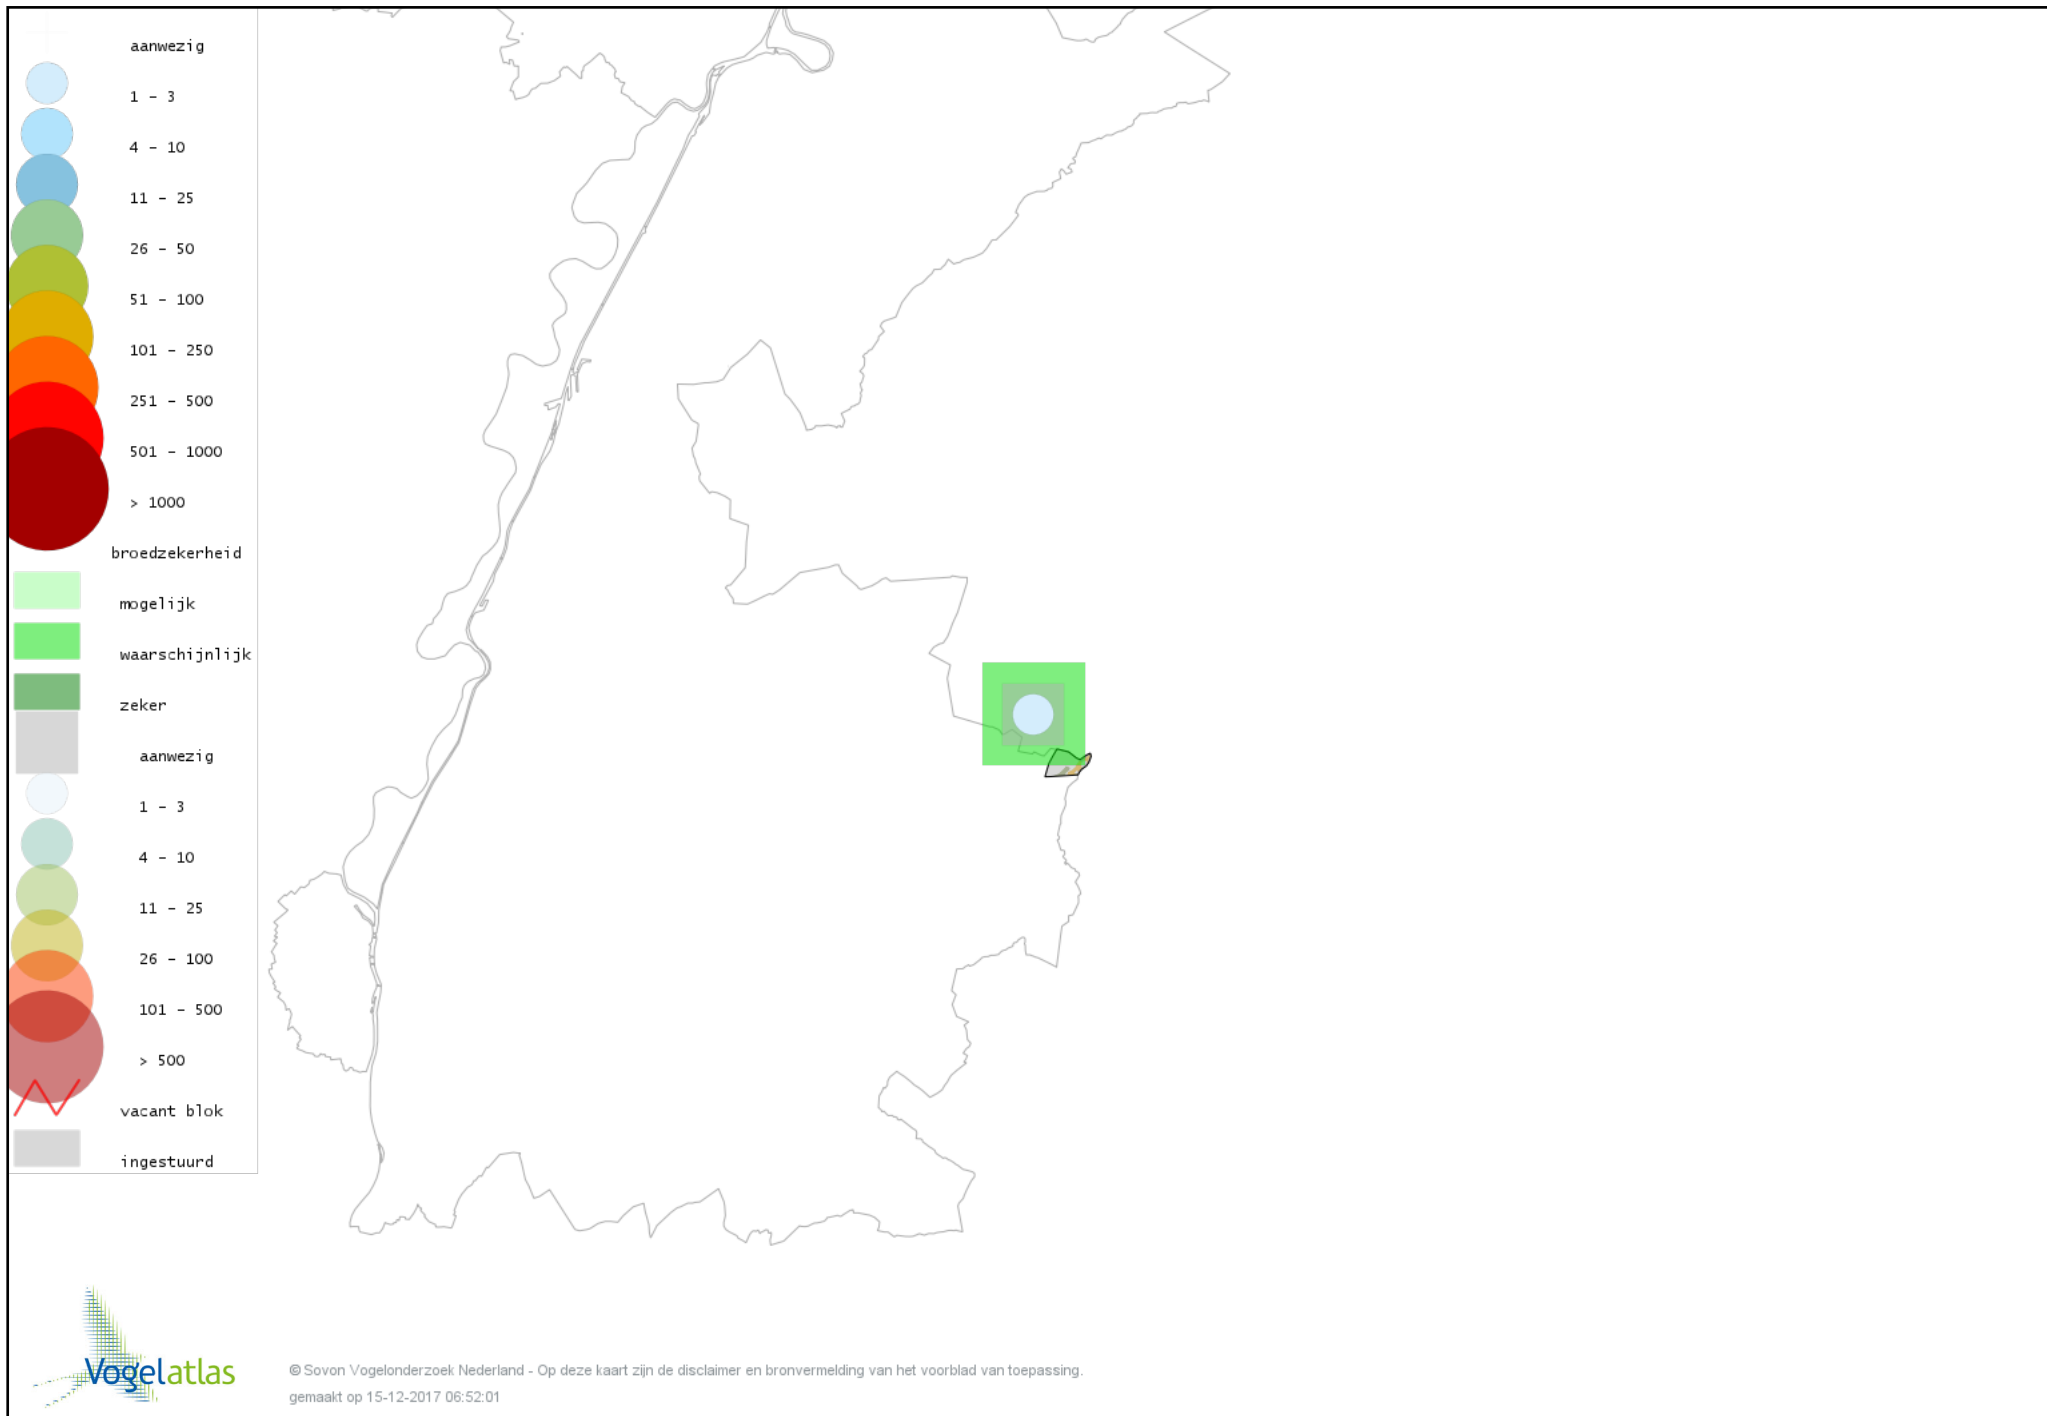 aanwezig
1 - 3
4 - 10
11 - 25
26 - 50
51 - 100
101 - 250
251 - 500
501 - 1000
> 1000
broedzekerheid
mogelijk
waarschijnlijk
zeker
aanwezig
1 - 3
4 - 10
11 - 25
26 - 100
101 - 500
> 500
vacant blok
ingestuurd
Vogelatlas
© Sovon Vogelonderzoek Nederland - Op deze kaart zijn de disclaimer en bronvermelding van het voorblad van toepassing.
gemaakt op 15-12-2017 06:52:01